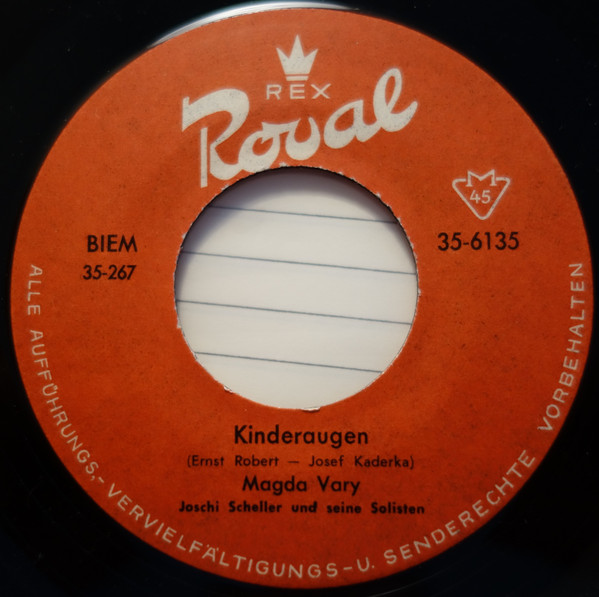 REX
Royal
45
BIEM
35-267
35-6135
Kinderaugen
(Ernst Robert — Josef Kaderka)
Magda Vary
Joschi Scheller und seine Solisten
ALLE AUFFÜHRUNGS,- VERVIELFÄLTIGUNGS-U. SENDERECHTE VORBEHALTEN